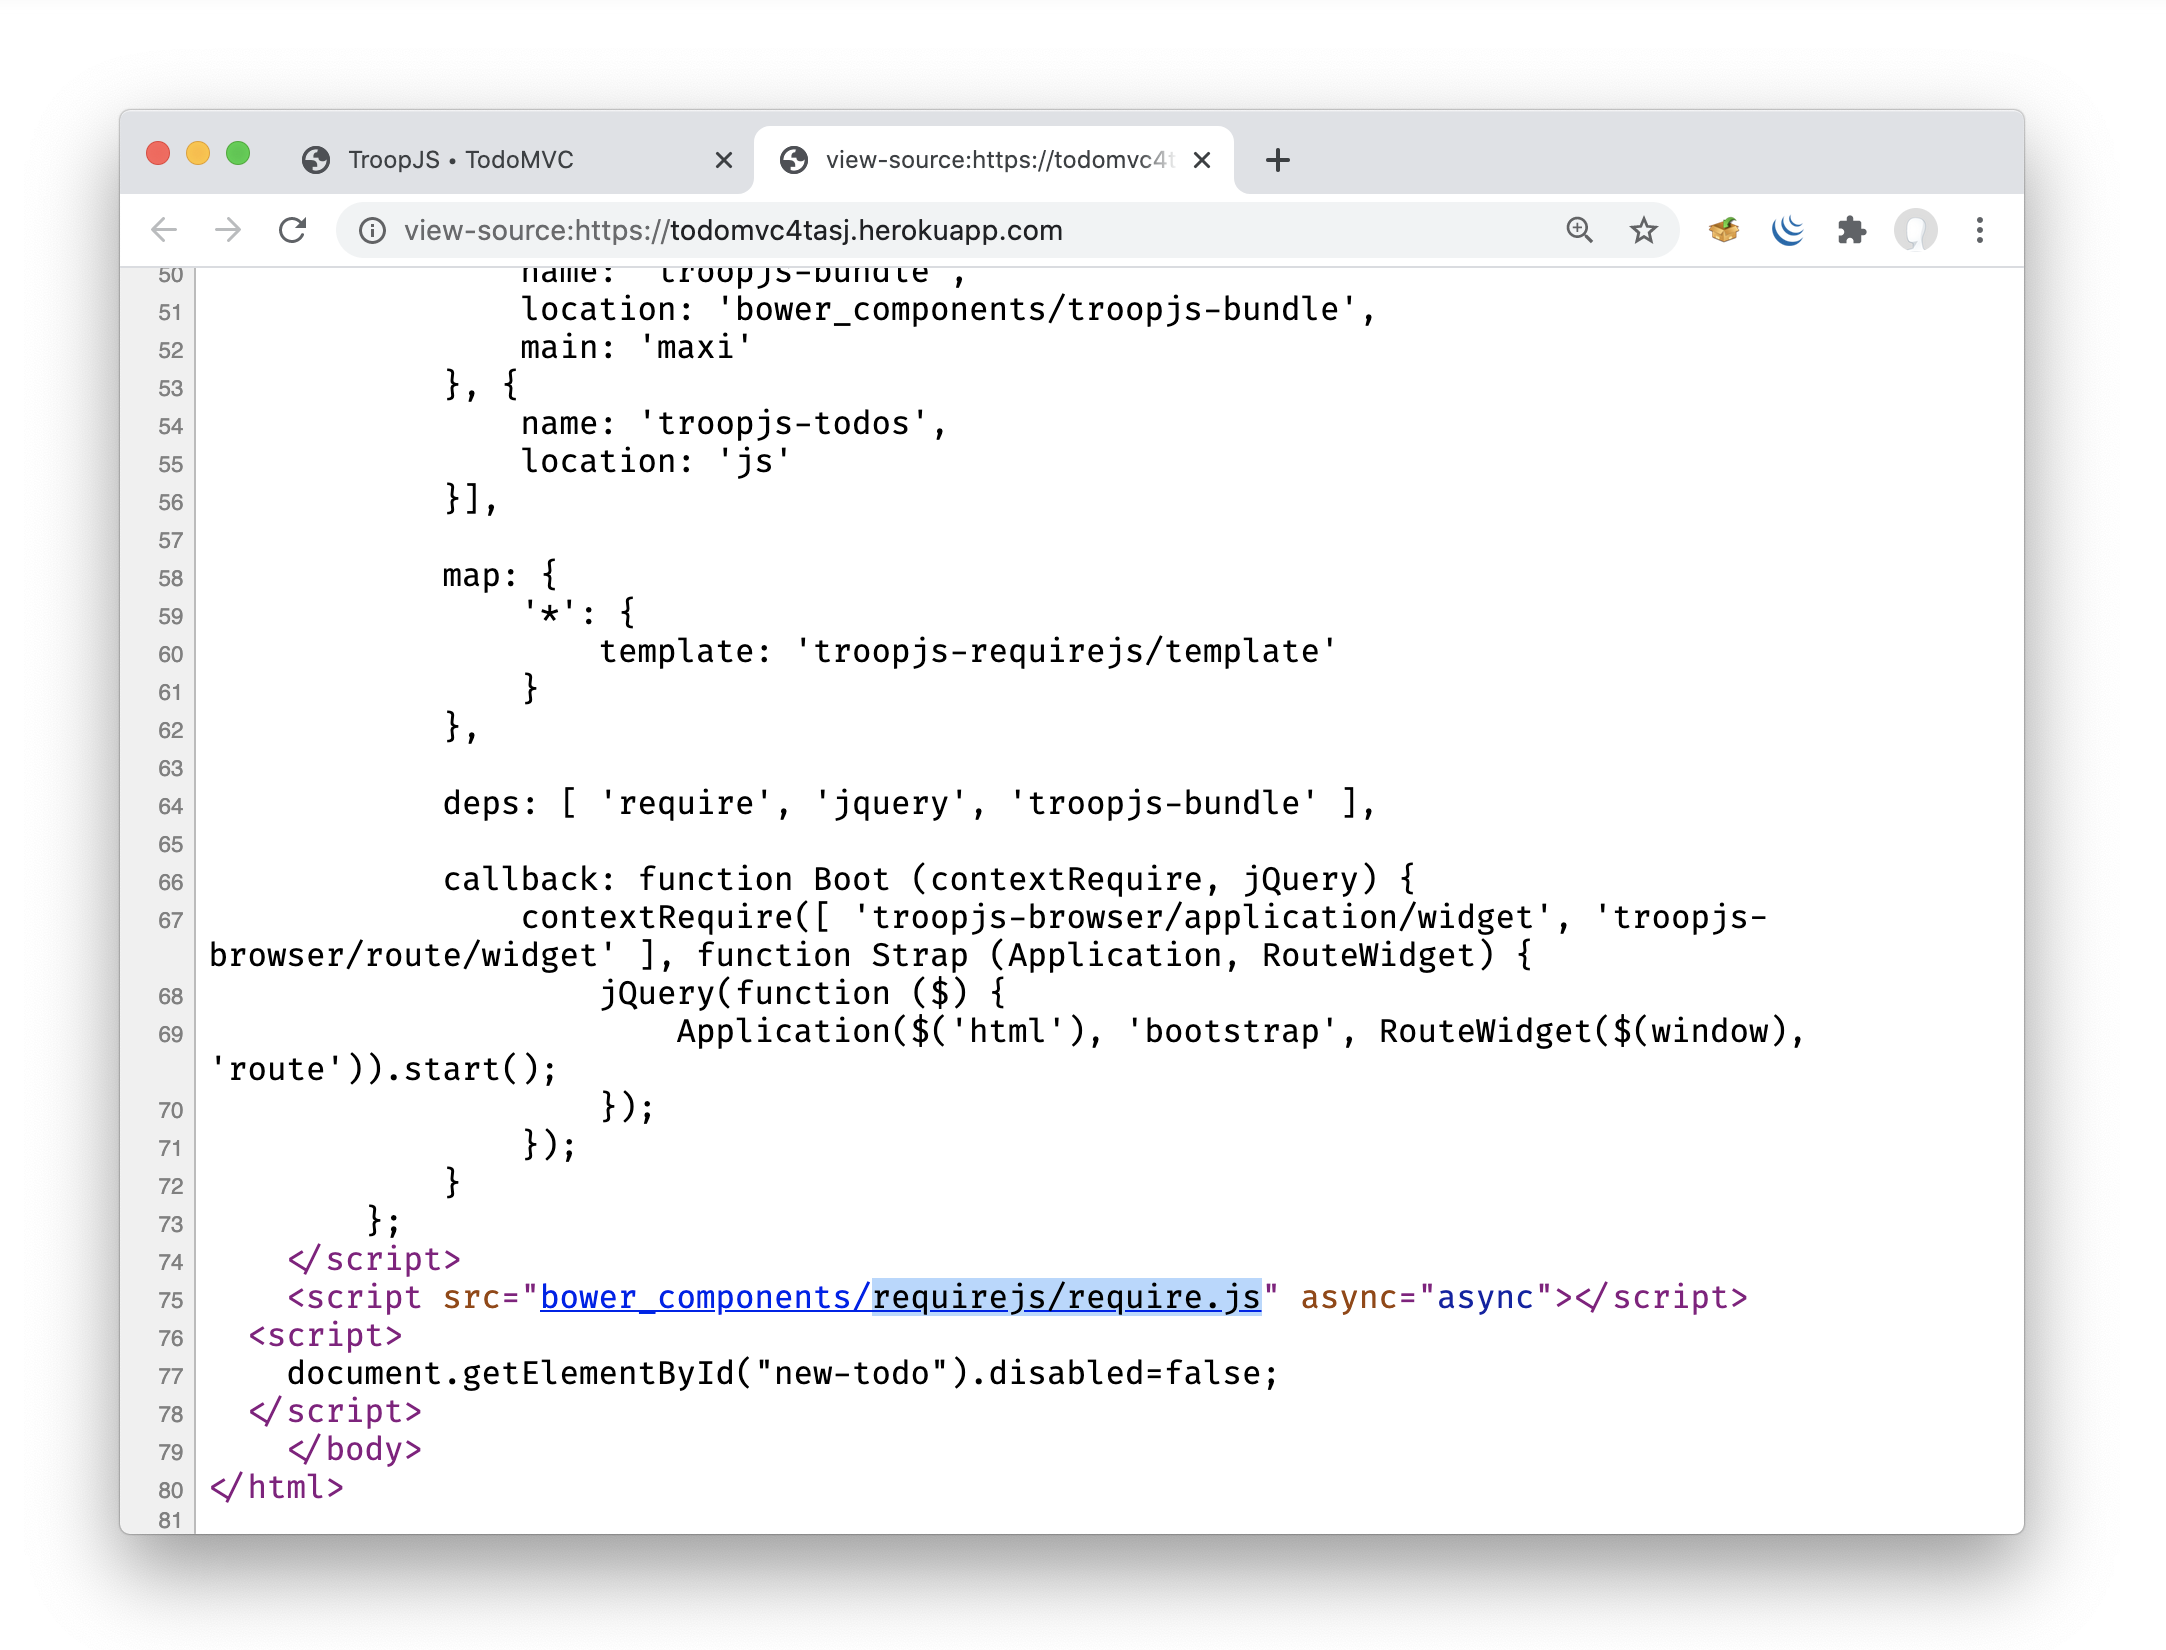 TroopJS • TodoMVC
view-source:https://todomvc4t
view-source:https://todomvc4tasj.herokuapp.com
50 name: 'troopjs-bundle',
51 location: 'bower_components/troopjs-bundle',
52 main: 'maxi'
53 }, {
54 name: 'troopjs-todos',
55 location: 'js'
56 }],
57
58 map: {
59 '*': {
60 template: 'troopjs-requirejs/template'
61 }
62 },
63
64 deps: [ 'require', 'jquery', 'troopjs-bundle' ],
65
66 callback: function Boot (contextRequire, jQuery) {
67 contextRequire([ 'troopjs-browser/application/widget', 'troopjs-
browser/route/widget' ], function Strap (Application, RouteWidget) {
68 jQuery(function ($) {
69 Application($('html'), 'bootstrap', RouteWidget($(window),
'route')).start();
70 });
71 });
72 }
73 };
74 </script>
75 <script src="bower_components/requirejs/require.js" async="async"></script>
76 <script>
77 document.getElementById("new-todo").disabled=false;
78 </script>
79 </body>
80 </html>
81